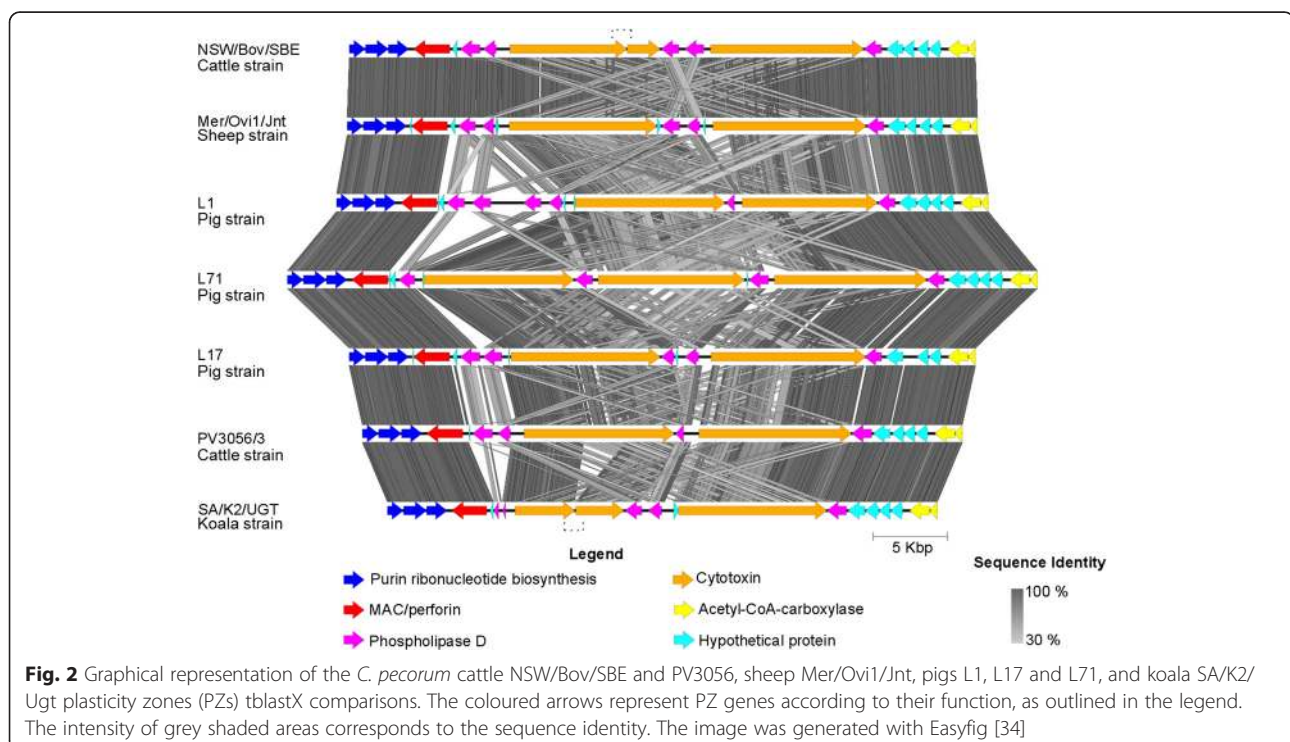 NSW/Bov/SBE
Cattle strain
Mer/Ovi1/Jnt
Sheep strain
L1
Pig strain
L71
Pig strain
L17
Pig strain
PV3056/3
Cattle strain
SA/K2/UGT
Koala strain
5 Kbp
Legend
Purin ribonucleotide biosynthesis
MAC/perforin
Phospholipase D
Cytotoxin
Acetyl-CoA-carboxylase
Hypothetical protein
Sequence Identity
100 %
30 %
Fig. 2 Graphical representation of the C. pecorum cattle NSW/Bov/SBE and PV3056, sheep Mer/Ovi1/Jnt, pigs L1, L17 and L71, and koala SA/K2/
Ugt plasticity zones (PZs) tblastX comparisons. The coloured arrows represent PZ genes according to their function, as outlined in the legend.
The intensity of grey shaded areas corresponds to the sequence identity. The image was generated with Easyfig [34]